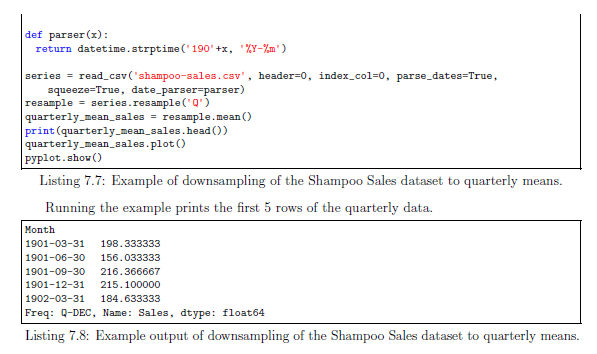 def parser(x):
return datetime.strptime('190'+x, '%Y-%m')
series = read_csv('shampoo-sales.csv', header=0, index_col=0, parse_dates=True,
squeeze=True, date_parser=parser)
resample = series.resample('Q')
quarterly_mean_sales = resample.mean()
print(quarterly_mean_sales.head())
quarterly_mean_sales.plot()
pyplot.show()
Listing 7.7: Example of downsampling of the Shampoo Sales dataset to quarterly means.
Running the example prints the first 5 rows of the quarterly data.
Month
1901-03-31 198.333333
1901-06-30 156.033333
1901-09-30 216.366667
1901-12-31 215.100000
1902-03-31 184.633333
Freq: Q-DEC, Name: Sales, dtype: float64
Listing 7.8: Example output of downsampling of the Shampoo Sales dataset to quarterly means.